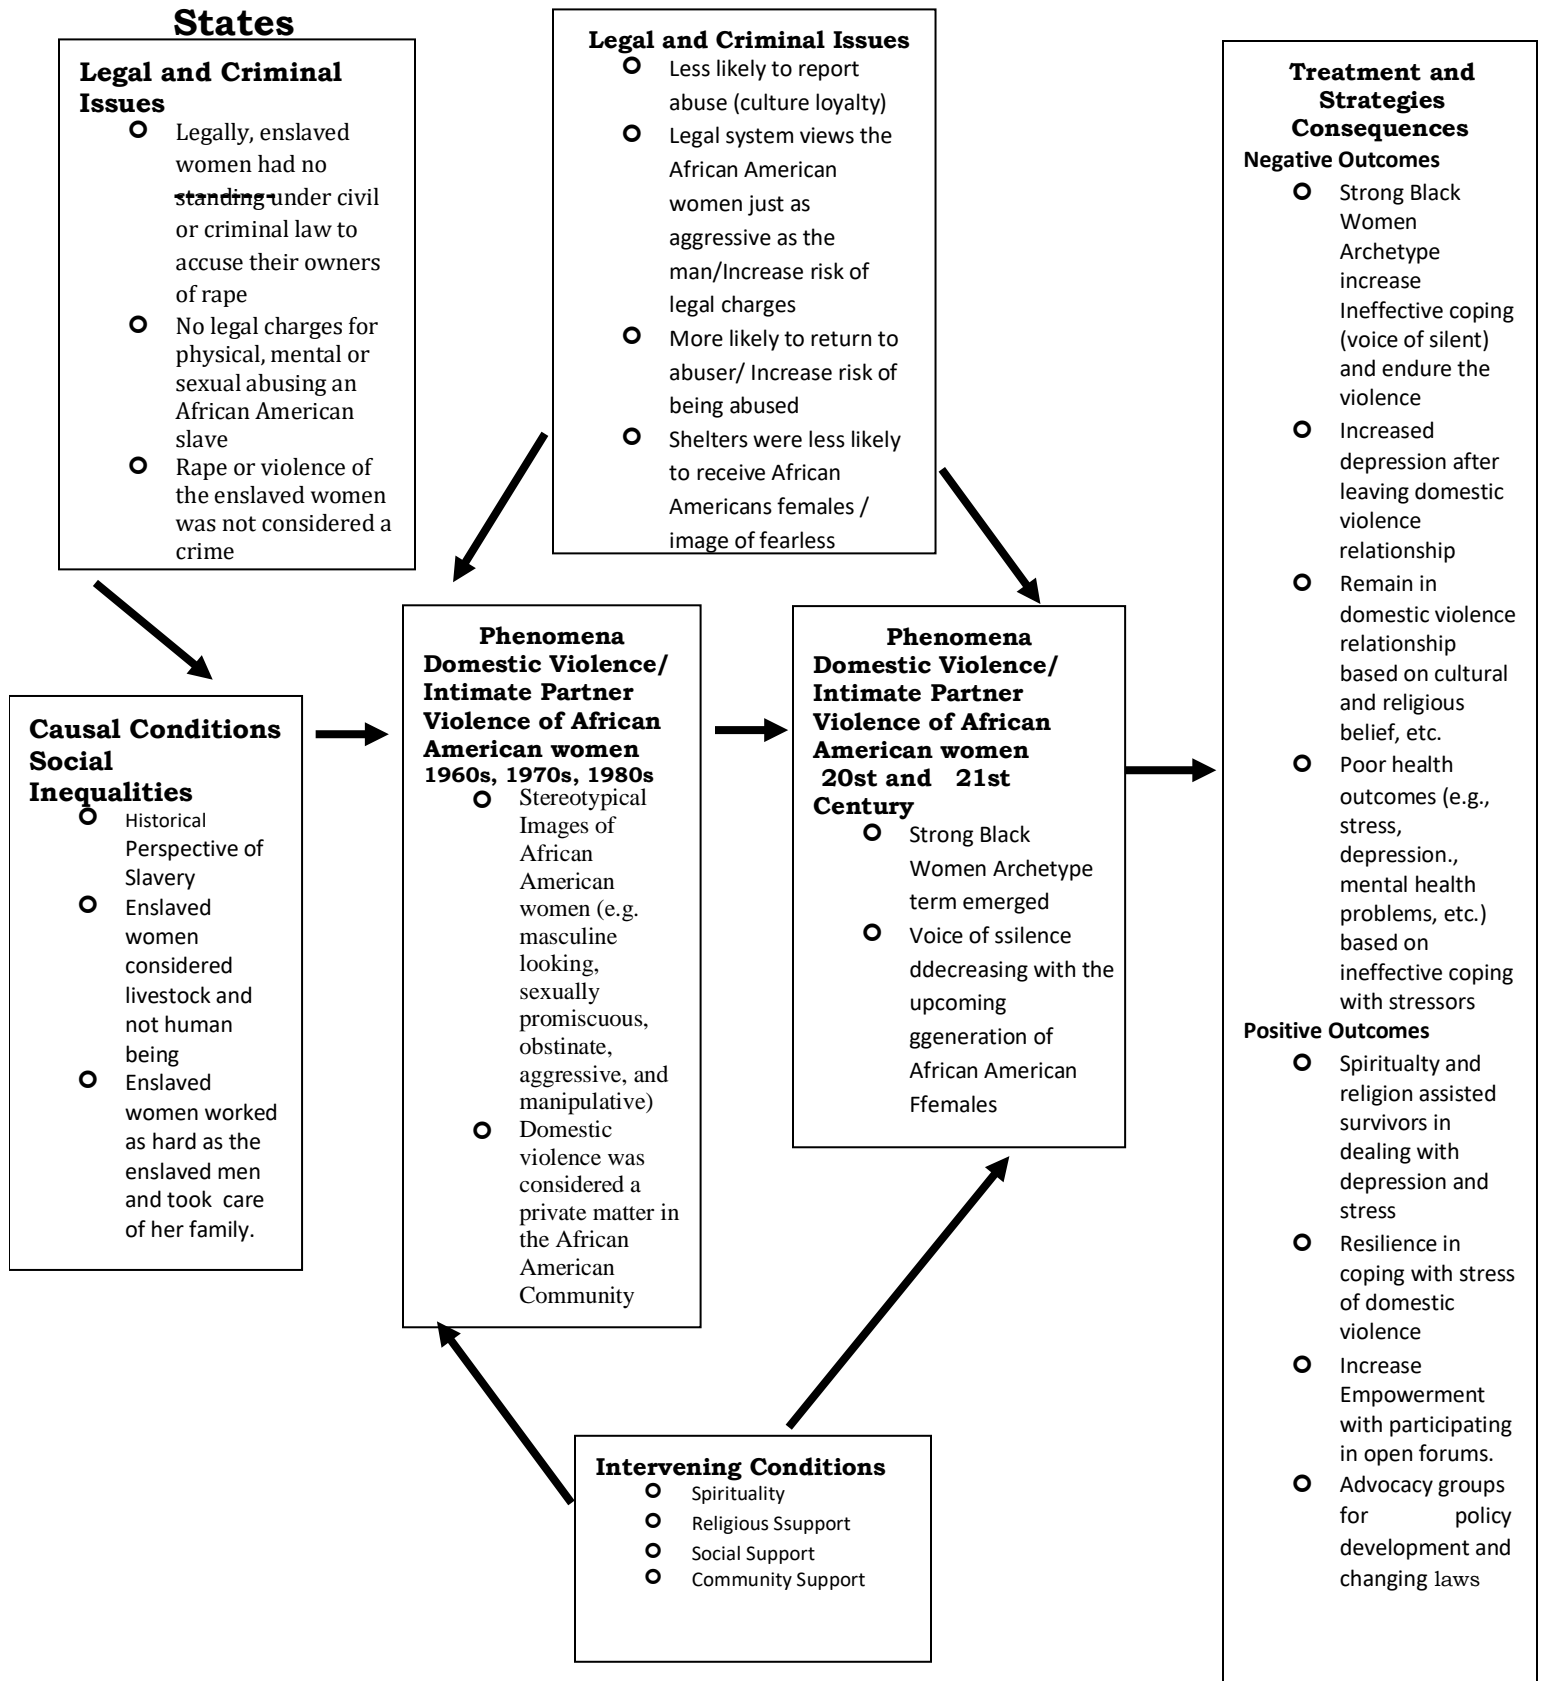 States
Legal and Criminal
Issues
Legally, enslaved
women had no
standing under civil
or criminal law to
accuse their owners
of rape
No legal charges for
physical, mental or
sexual abusing an
African American
slave
Rape or violence of
the enslaved women
was not considered a
crime
Legal and Criminal Issues
Less likely to report
abuse (culture loyalty)
Legal system views the
African American
women just as
aggressive as the
man/Increase risk of
legal charges
More likely to return to
abuser/ Increase risk of
being abused
Shelters were less likely
to receive African
Americans females /
image of fearless
Causal Conditions
Social
Inequalities
Historical
Perspective of
Slavery
Enslaved
women
considered
livestock and
not human
being
Enslaved
women worked
as hard as the
enslaved men
and took care
of her family.
Phenomena
Domestic Violence/
Intimate Partner
Violence of African
American women
1960s, 1970s, 1980s
Stereotypical
Images of
African
American
women (e.g.
masculine
looking,
sexually
promiscuous,
obstinate,
aggressive, and
manipulative)
Domestic
violence was
considered a
private matter in
the African
American
Community
Phenomena
Domestic Violence/
Intimate Partner
Violence of African
American women
20st and 21st
Century
Strong Black
Women Archetype
term emerged
Voice of ssilence
ddecreasing with the
upcoming
ggeneration of
African American
Ffemales
Intervening Conditions
Spirituality
Religious Ssupport
Social Support
Community Support
Treatment and
Strategies
Consequences
Negative Outcomes
Strong Black
Women
Archetype
increase
Ineffective coping
(voice of silent)
and endure the
violence
Increased
depression after
leaving domestic
violence
relationship
Remain in
domestic violence
relationship
based on cultural
and religious
belief, etc.
Poor health
outcomes (e.g.,
stress,
depression.,
mental health
problems, etc.)
based on
ineffective coping
with stressors
Positive Outcomes
Spiritualty and
religion assisted
survivors in
dealing with
depression and
stress
Resilience in
coping with stress
of domestic
violence
Increase
Empowerment
with participating
in open forums.
Advocacy groups
for policy
development and
changing laws